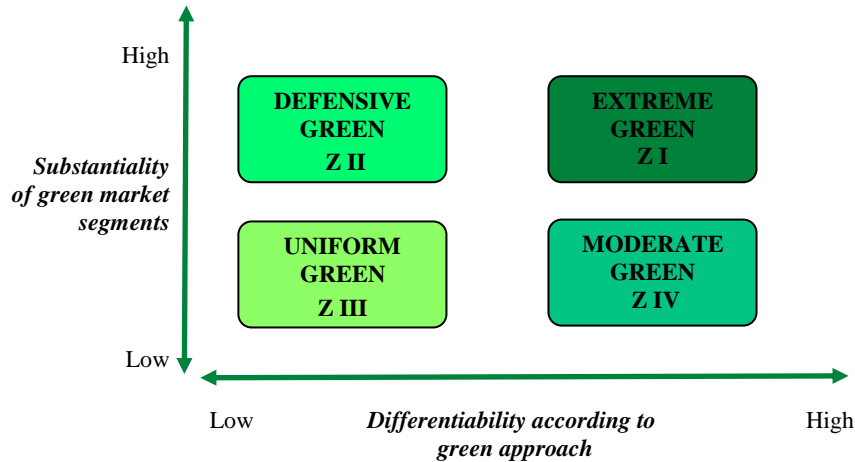 High
DEFENSIVE
GREEN
Z II
EXTREME
GREEN
Z I
Substantiality
of green market
segments
UNIFORM
GREEN
Z III
MODERATE
GREEN
Z IV
Low
Low
Differentiability according to
green approach
High